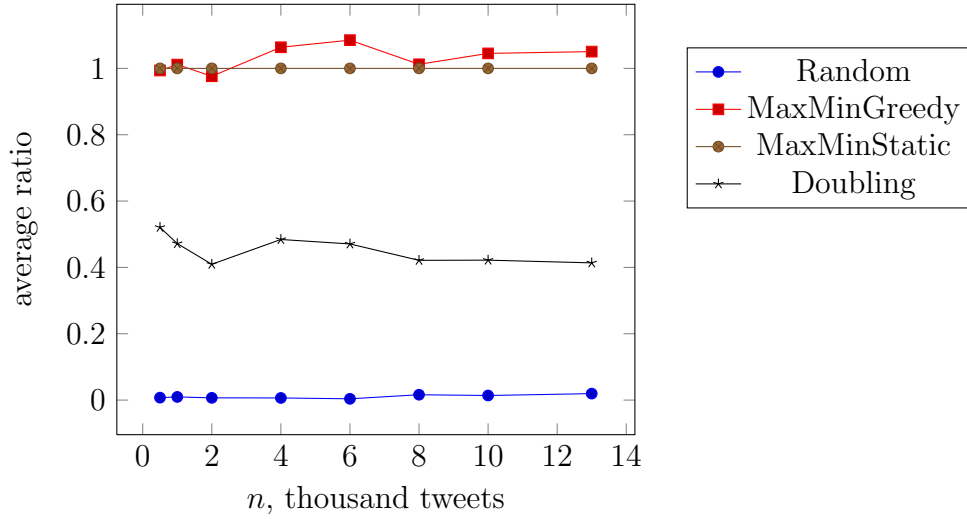 1
0.8
0.6
0.4
0.2
0
0 2 4 6 8 10 12 14
average ratio
n, thousand tweets
Random
MaxMinGreedy
MaxMinStatic
Doubling